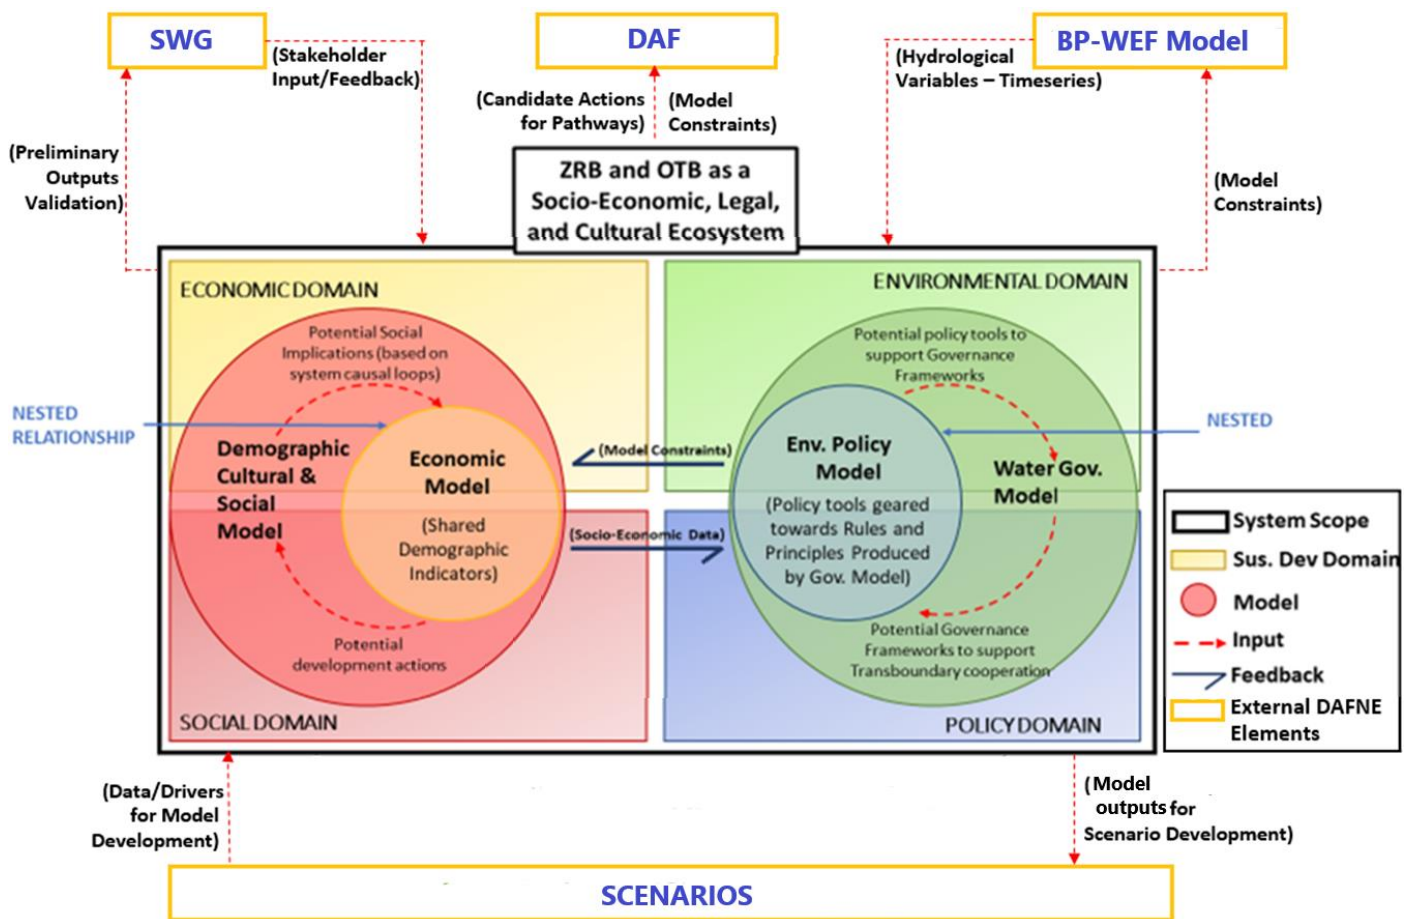 SWG
DAF
BP-WEF Model
(Stakeholder
Input/Feedback)
(Hydrological
Variables – Timeseries)
(Candidate Actions
for Pathways)
(Model
Constraints)
(Preliminary
Outputs
Validation)
(Model
Constraints)
ZRB and OTB as a
Socio-Economic, Legal,
and Cultural Ecosystem
ECONOMIC DOMAIN
ENVIRONMENTAL DOMAIN
Potential Social
Implications (based on
system causal loops)
Potential policy tools to
support Governance
Frameworks
NESTED
RELATIONSHIP
NESTED
Demographic
Cultural &
Social
Model
Economic
Model
(Shared
Demographic
Indicators)
(Model Constraints)
(Socio-Economic Data)
Env. Policy
Model
(Policy tools geared
towards Rules and
Principles Produced
by Gov. Model)
Water Gov.
Model
Potential
development actions
Potential Governance
Frameworks to support
Transboundary cooperation
SOCIAL DOMAIN
POLICY DOMAIN
System Scope
Sus. Dev Domain
Model
Input
Feedback
External DAFNE
Elements
(Data/Drivers
for Model
Development)
(Model
outputs for
Scenario Development)
SCENARIOS